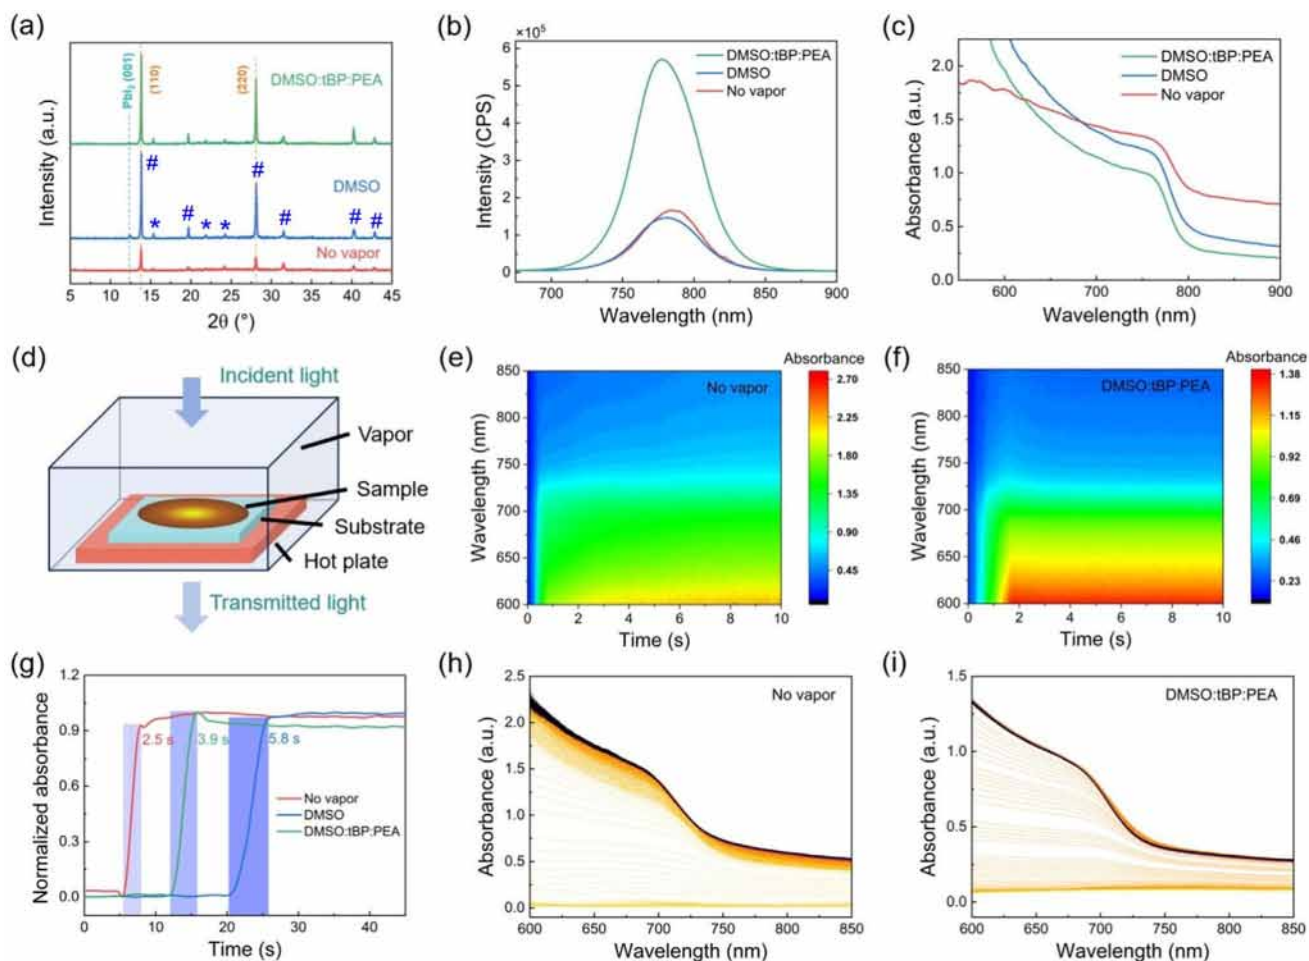 (a)
Intensity (a.u.)
PbI₂ (001)
(110)
(220)
DMSO:tBP:PEA
#
#
DMSO
*
#
*
*
#
#
#
No vapor
5 15 25 35 45
2θ (°)
(b)
×10⁵
6
5
4
3
2
1
0
Intensity (CPS)
DMSO:tBP:PEA
DMSO
No vapor
700 750 800 850 900
Wavelength (nm)
(c)
2.0
1.5
1.0
0.5
0.0
Absorbance (a.u.)
DMSO:tBP:PEA
DMSO
No vapor
600 700 800 900
Wavelength (nm)
(d)
Incident light
Vapor
Sample
Substrate
Hot plate
Transmitted light
(e)
Absorbance
No vapor
850
800
750
700
650
600
Wavelength (nm)
0 2 4 6 8 10
Time (s)
2.70
2.25
1.80
1.35
0.90
0.45
(f)
Absorbance
DMSO:tBP:PEA
850
800
750
700
650
600
Wavelength (nm)
0 2 4 6 8 10
Time (s)
1.38
1.15
0.92
0.69
0.46
0.23
(g)
1.2
0.9
0.6
0.3
0.0
Normalized absorbance
2.5 s
3.9 s
5.8 s
No vapor
DMSO
DMSO:tBP:PEA
0 10 20 30 40
Time (s)
(h)
2.5
2.0
1.5
1.0
0.5
0.0
Absorbance (a.u.)
No vapor
600 650 700 750 800 850
Wavelength (nm)
(i)
1.5
1.0
0.5
0.0
Absorbance (a.u.)
DMSO:tBP:PEA
600 650 700 750 800 850
Wavelength (nm)